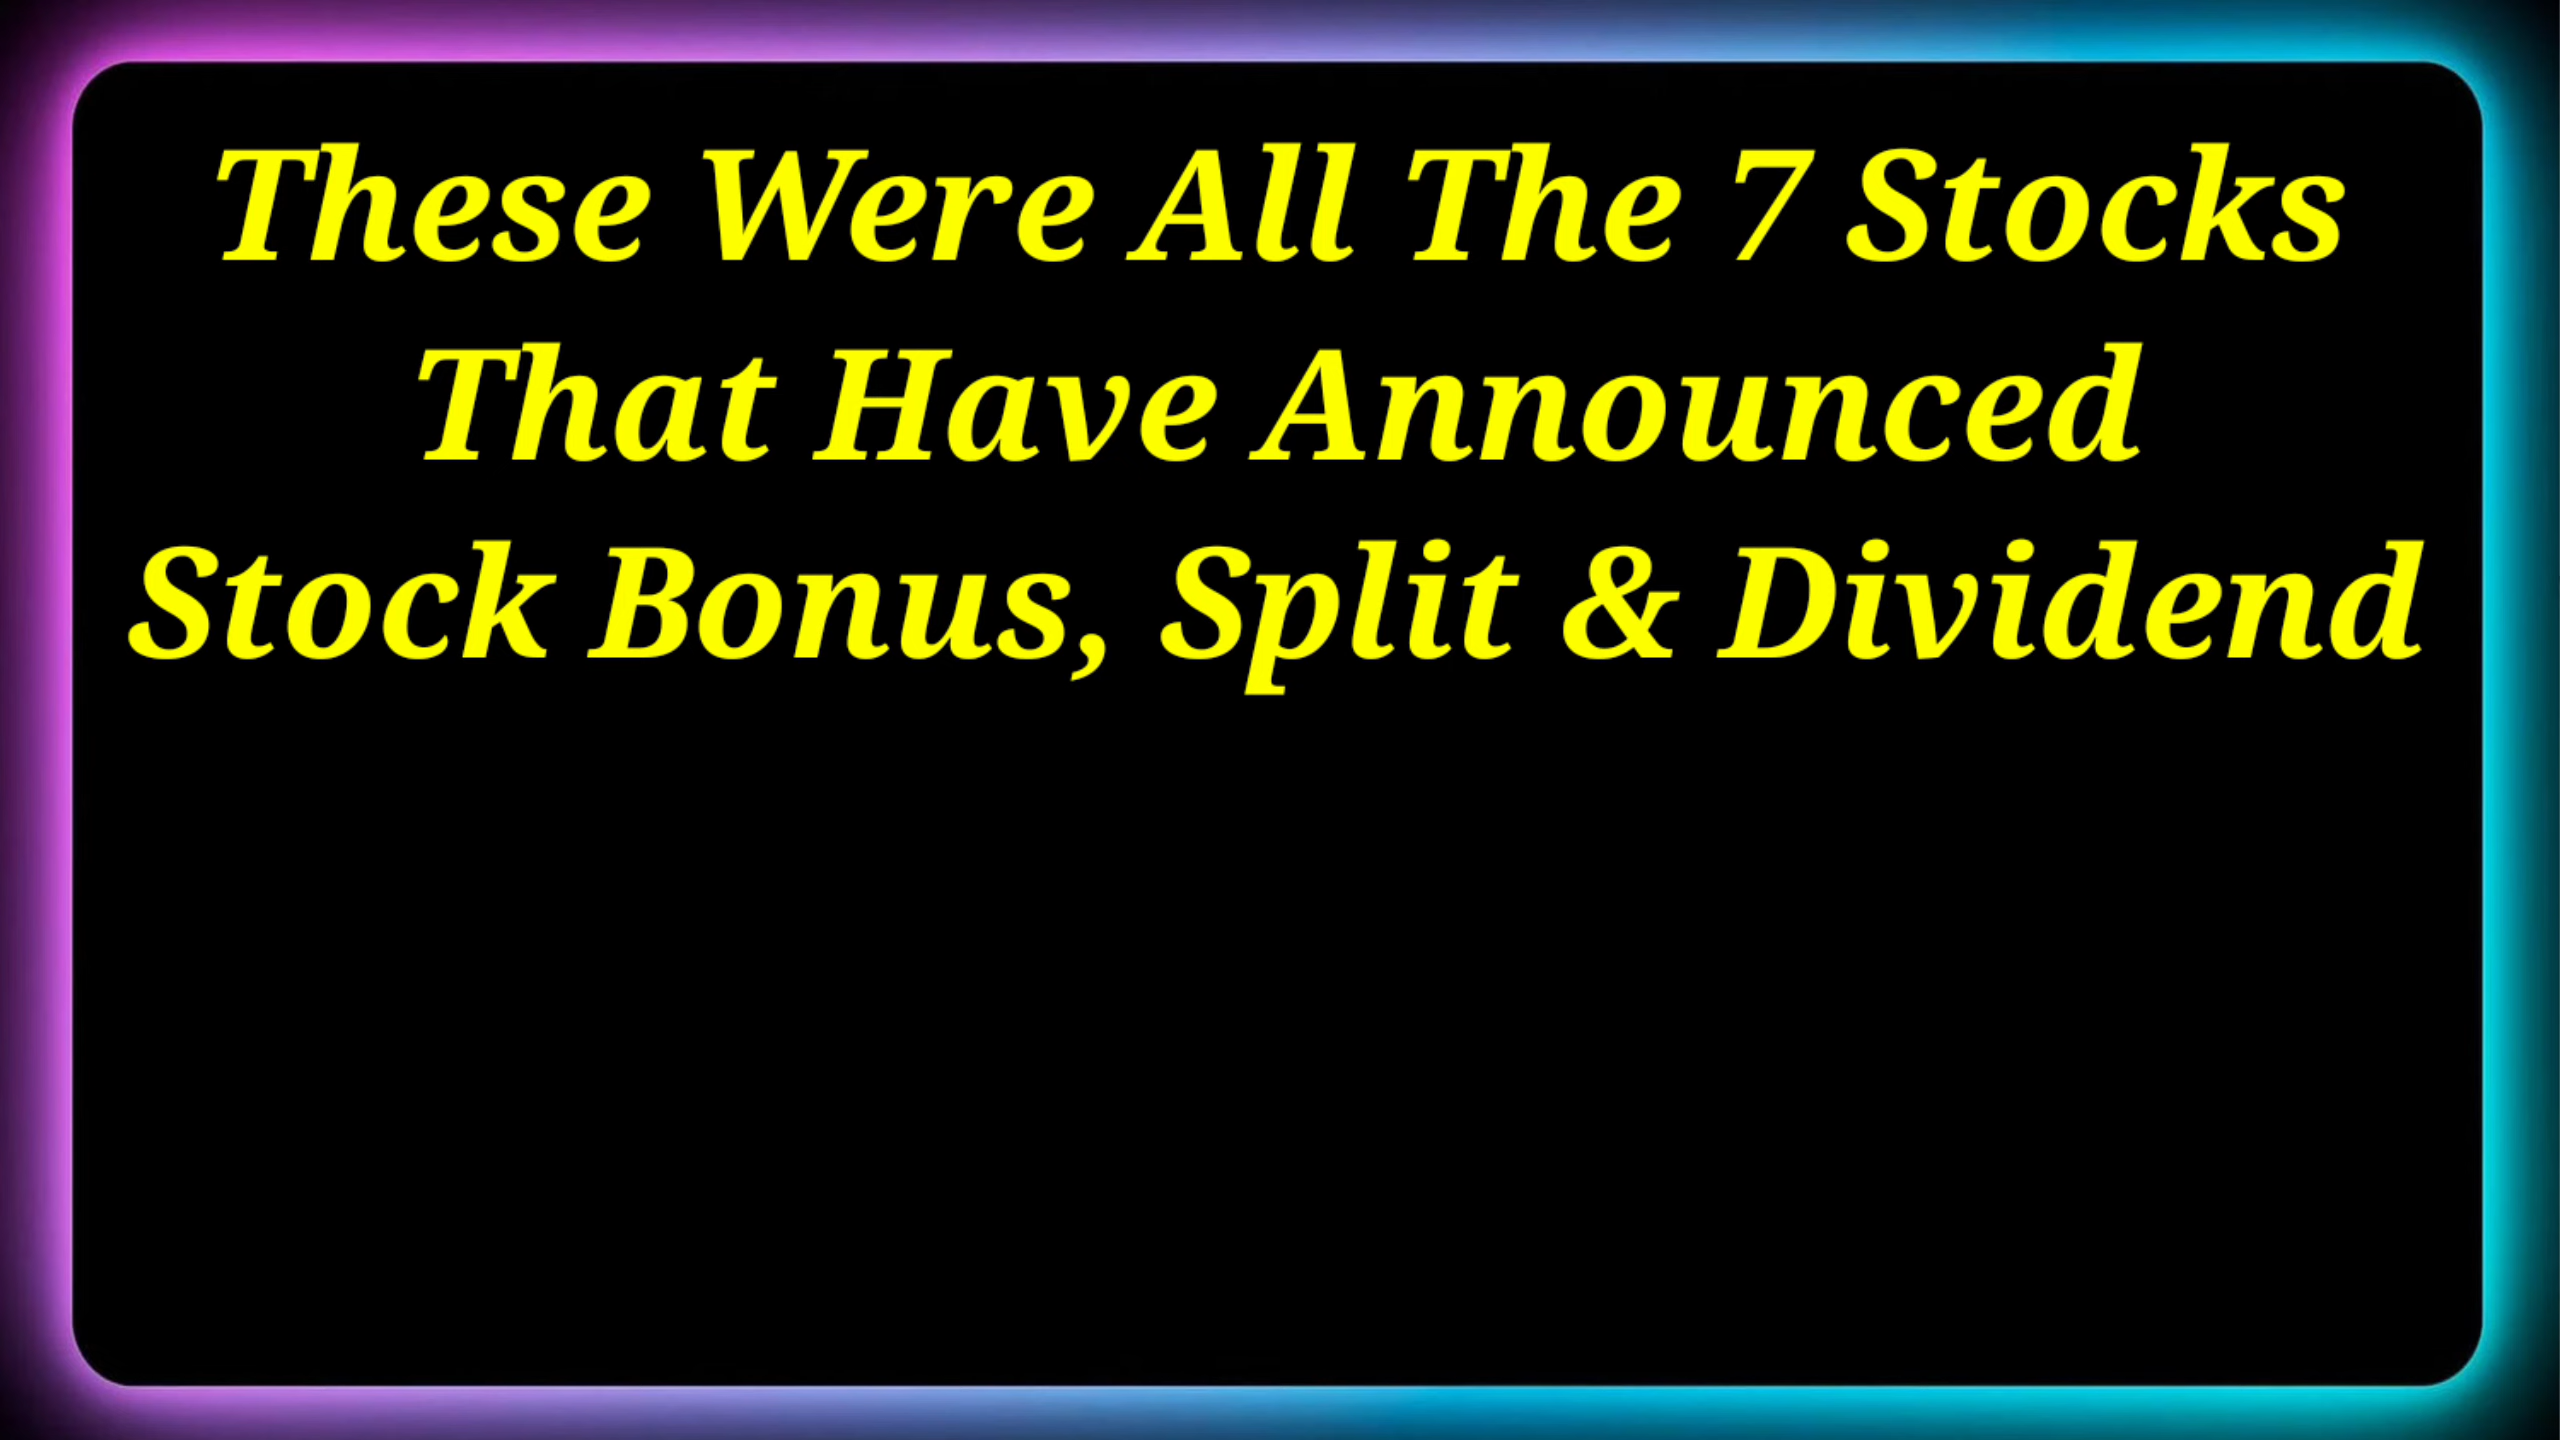 These Were All The 7 Stocks
That Have Announced
Stock Bonus, Split & Dividend